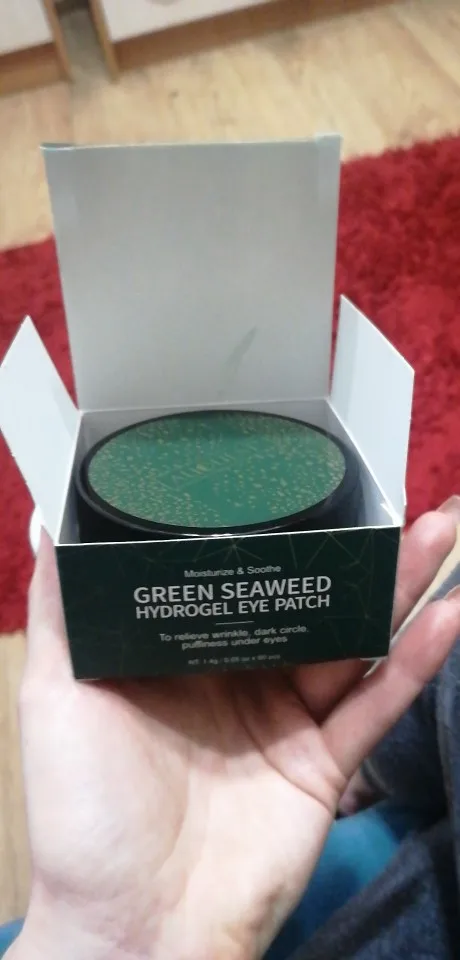 Moisturize & Soothe
GREEN SEAWEED
HYDROGEL EYE PATCH
To relieve wrinkle, dark circle,
puffiness under eyes